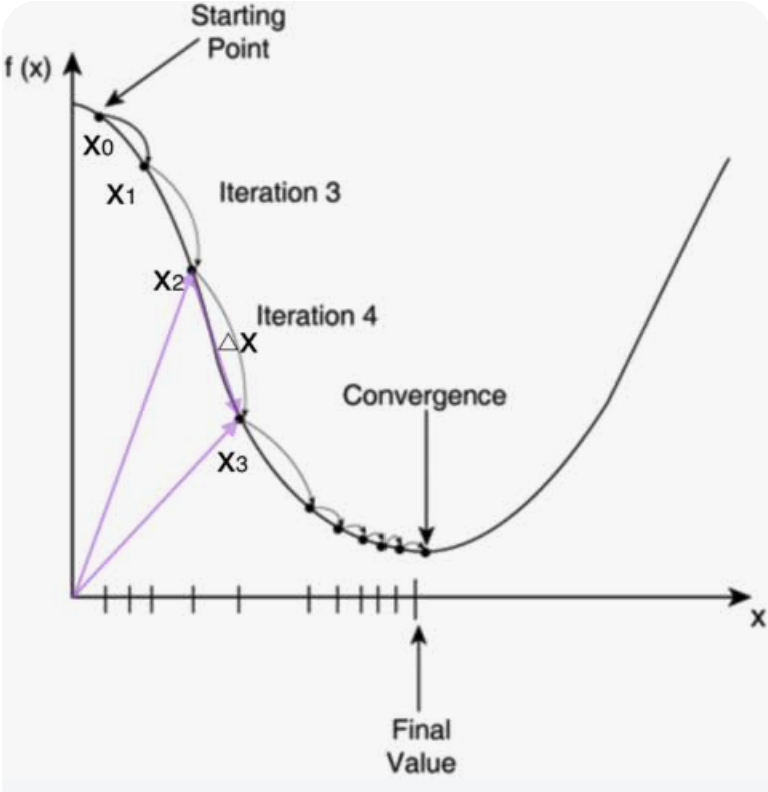 Starting
Point
f (x)
X0
X1
Iteration 3
X2
Iteration 4
△X
Convergence
X3
x
Final
Value